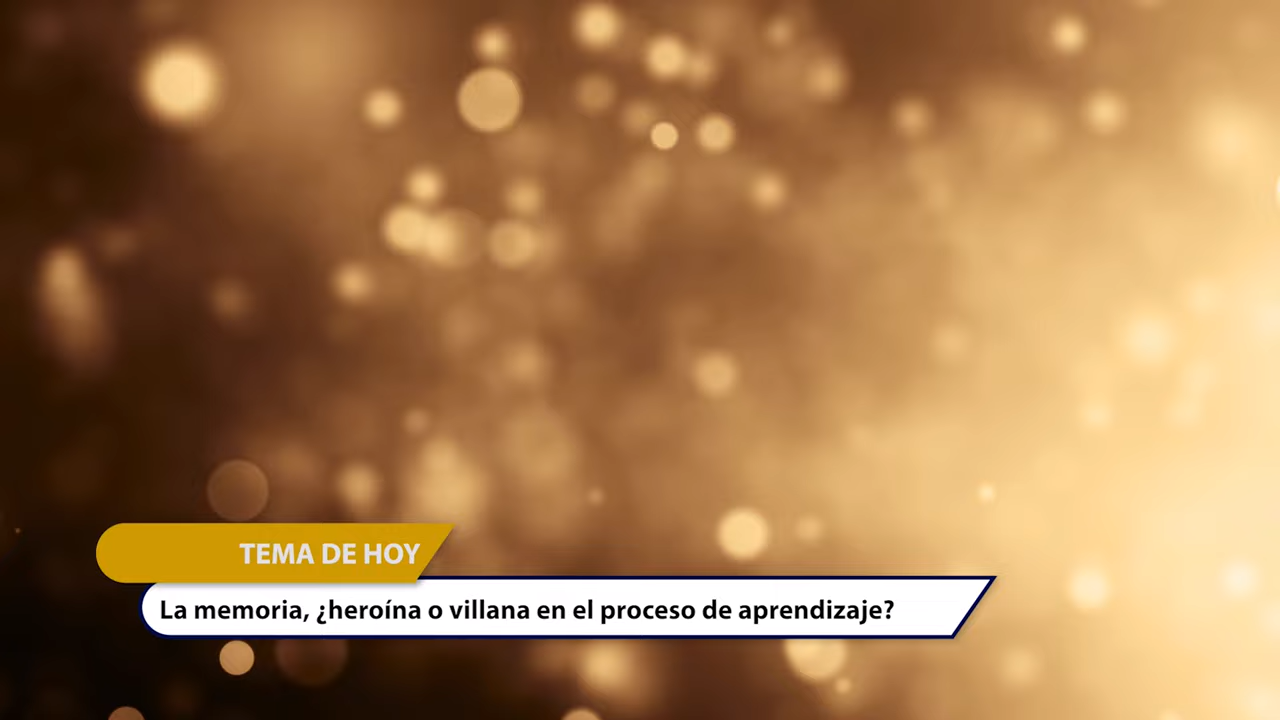 TEMA DE HOY
La memoria, ¿heroína o villana en el proceso de aprendizaje?